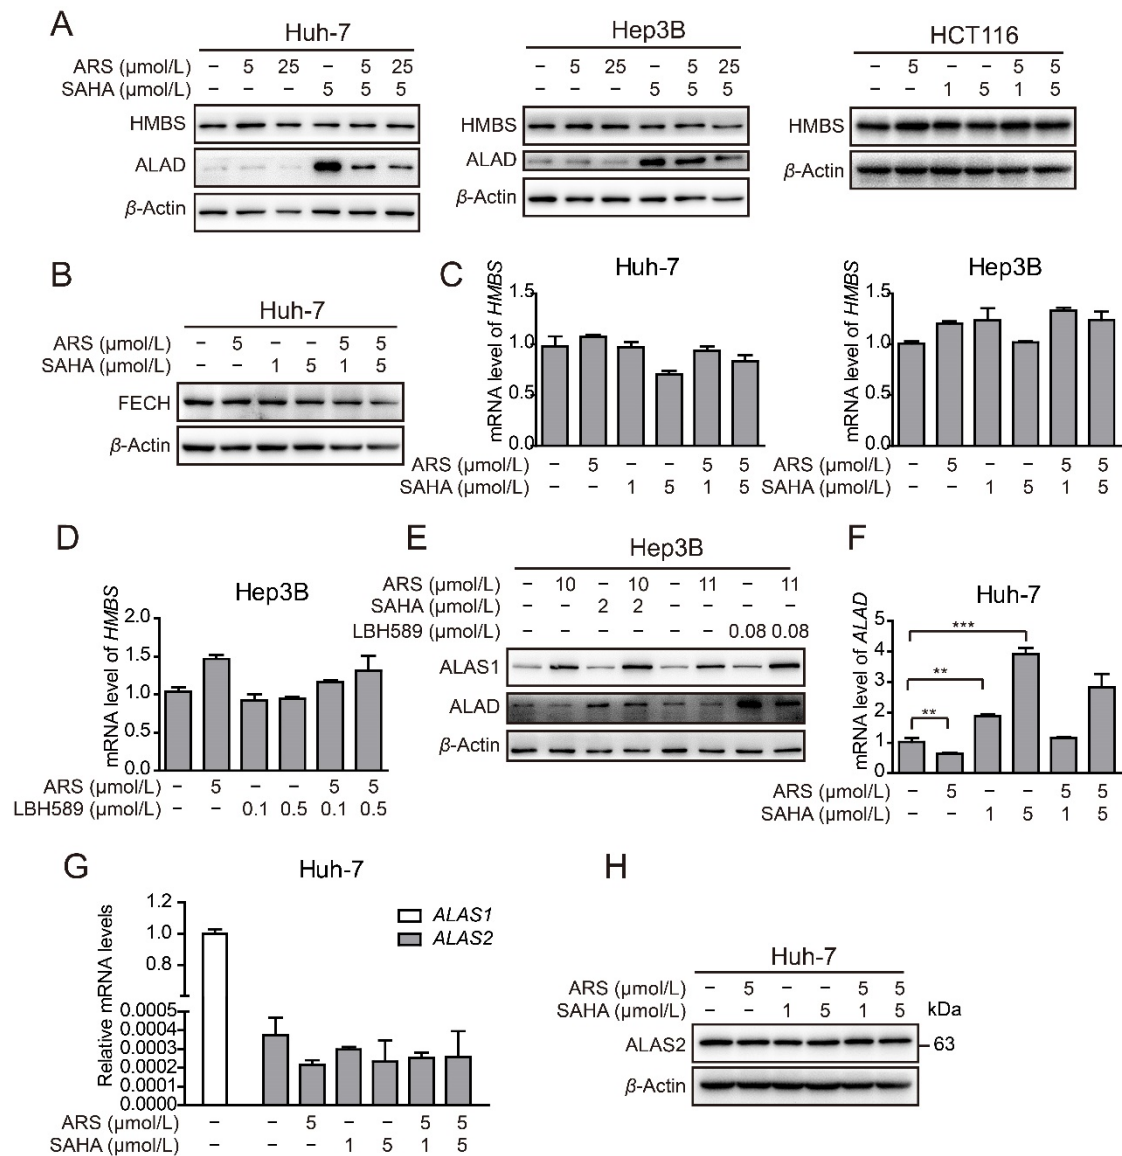 A
Huh-7
ARS (μmol/L) – 5 25 – 5 25
SAHA (μmol/L) – – – 5 5 5
HMBS
ALAD
β-Actin
Hep3B
– 5 25 – 5 25
– – – 5 5 5
HMBS
ALAD
β-Actin
HCT116
– 5 – – 5 5
– – 1 5 1 5
HMBS
β-Actin
B
Huh-7
ARS (μmol/L) – 5 – – 5 5
SAHA (μmol/L) – – 1 5 1 5
FECH
β-Actin
C
Huh-7
mRNA level of HMBS
1.5
1.0
0.5
0.0
ARS (μmol/L) – 5 – – 5 5
SAHA (μmol/L) – – 1 5 1 5
Hep3B
mRNA level of HMBS
1.5
1.0
0.5
0.0
ARS (μmol/L) – 5 – – 5 5
SAHA (μmol/L) – – 1 5 1 5
D
Hep3B
mRNA level of HMBS
2.0
1.5
1.0
0.5
0.0
ARS (μmol/L) – 5 – – 5 5
LBH589 (μmol/L) – – 0.1 0.5 0.1 0.5
E
Hep3B
ARS (μmol/L) – 10 – 10 – 11 – 11
SAHA (μmol/L) – – 2 2 – – – –
LBH589 (μmol/L) – – 0.08 0.08
ALAS1
ALAD
β-Actin
F
Huh-7
mRNA level of ALAD
5
4
3
2
1
0
***
**
**
ARS (μmol/L) – 5 – – 5 5
SAHA (μmol/L) – – 1 5 1 5
G
Huh-7
Relative mRNA levels
1.2
1.0
0.8
0.0005
0.0004
0.0003
0.0002
0.0001
0.0000
ALAS1
ALAS2
ARS (μmol/L) – – 5 – – 5 5
SAHA (μmol/L) – – – 1 5 1 5
H
Huh-7
ARS (μmol/L) – 5 – – 5 5
SAHA (μmol/L) – – 1 5 1 5 kDa
ALAS2 63
β-Actin